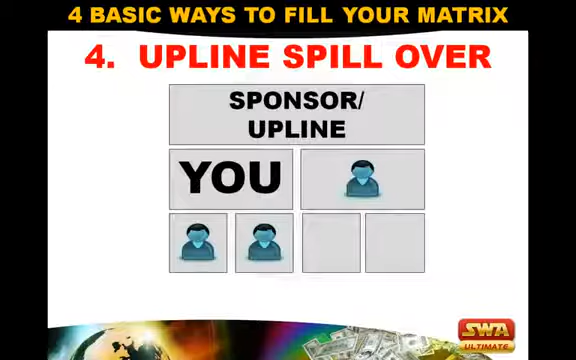 4 BASIC WAYS TO FILL YOUR MATRIX
4. UPLINE SPILL OVER
SPONSOR/
UPLINE
YOU
SWA
ULTIMATE